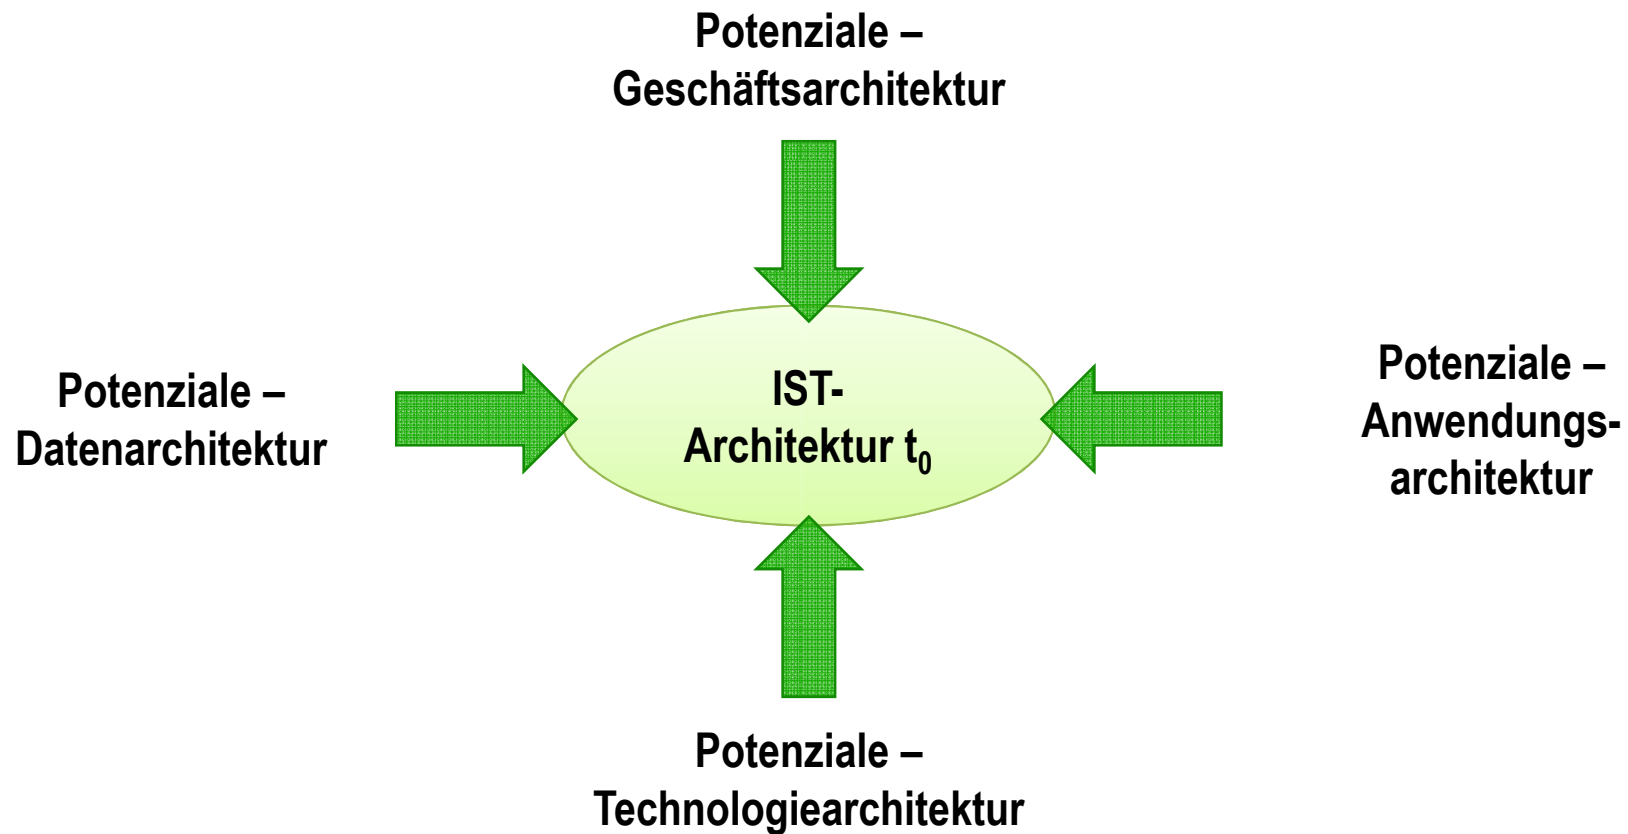 Potenziale –
Geschäftsarchitektur
Potenziale –
Datenarchitektur
IST-
Architektur t₀
Potenziale –
Anwendungs-
architektur
Potenziale –
Technologiearchitektur